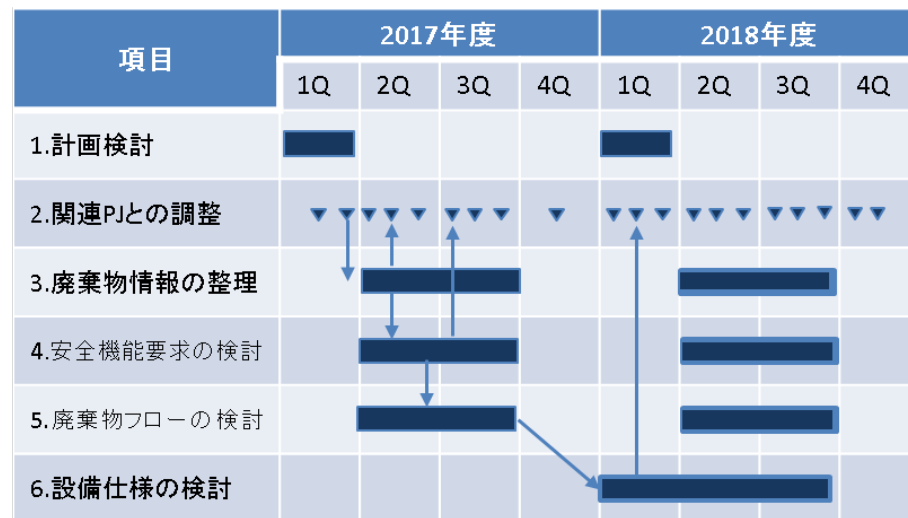 項目
2017年度
2018年度
1Q 2Q 3Q 4Q 1Q 2Q 3Q 4Q
1.計画検討
2.関連PJとの調整
3.廃棄物情報の整理
4.安全機能要求の検討
5.廃棄物フローの検討
6.設備仕様の検討